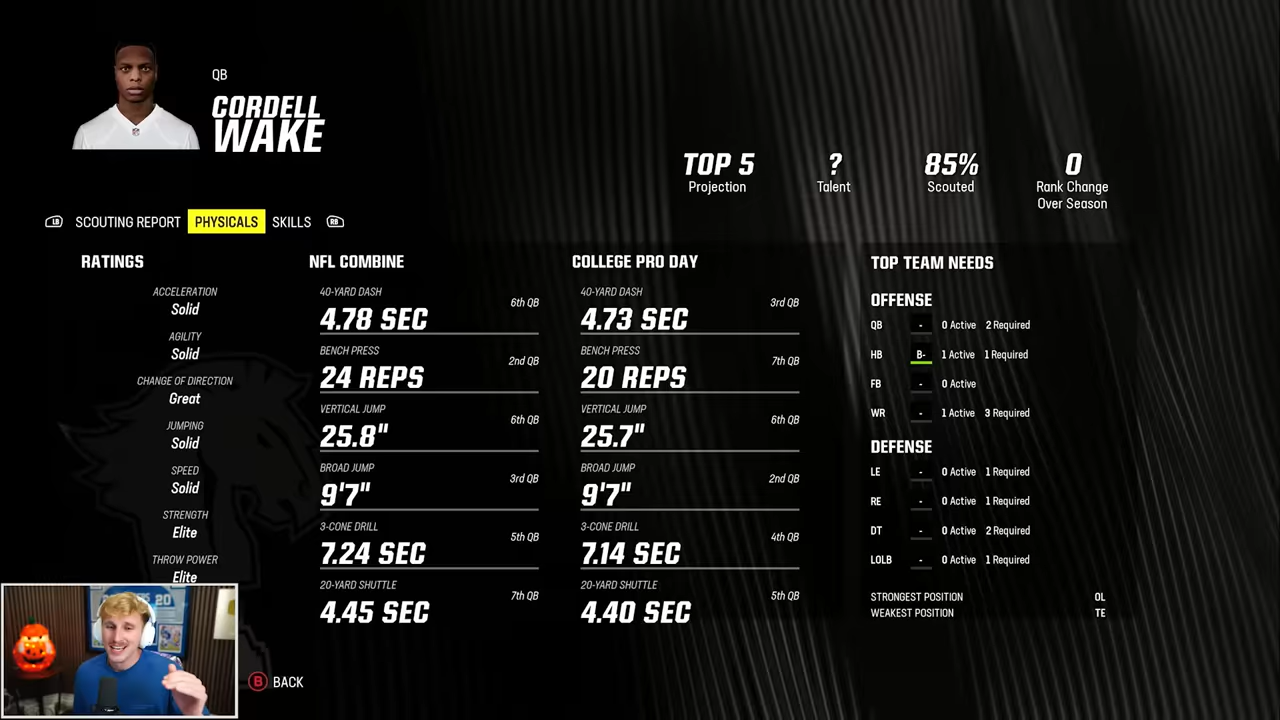 QB
CORDELL
WAKE
TOP 5
Projection
?
Talent
85%
Scouted
0
Rank Change
Over Season
LB
SCOUTING REPORT
PHYSICALS
SKILLS
RB
RATINGS
ACCELERATION
Solid
AGILITY
Solid
CHANGE OF DIRECTION
Great
JUMPING
Solid
SPEED
Solid
STRENGTH
Elite
THROW POWER
Elite
NFL COMBINE
40-YARD DASH
4.78 SEC
6th QB
BENCH PRESS
24 REPS
2nd QB
VERTICAL JUMP
25.8"
6th QB
BROAD JUMP
9'7"
3rd QB
3-CONE DRILL
7.24 SEC
5th QB
20-YARD SHUTTLE
4.45 SEC
7th QB
COLLEGE PRO DAY
40-YARD DASH
4.73 SEC
3rd QB
BENCH PRESS
20 REPS
7th QB
VERTICAL JUMP
25.7"
6th QB
BROAD JUMP
9'7"
2nd QB
3-CONE DRILL
7.14 SEC
4th QB
20-YARD SHUTTLE
4.40 SEC
5th QB
TOP TEAM NEEDS
OFFENSE
QB - 0 Active 2 Required
HB B- 1 Active 1 Required
FB - 0 Active
WR - 1 Active 3 Required
DEFENSE
LE - 0 Active 1 Required
RE - 0 Active 1 Required
DT - 0 Active 2 Required
LOLB - 0 Active 1 Required
STRONGEST POSITION OL
WEAKEST POSITION TE
20
B BACK